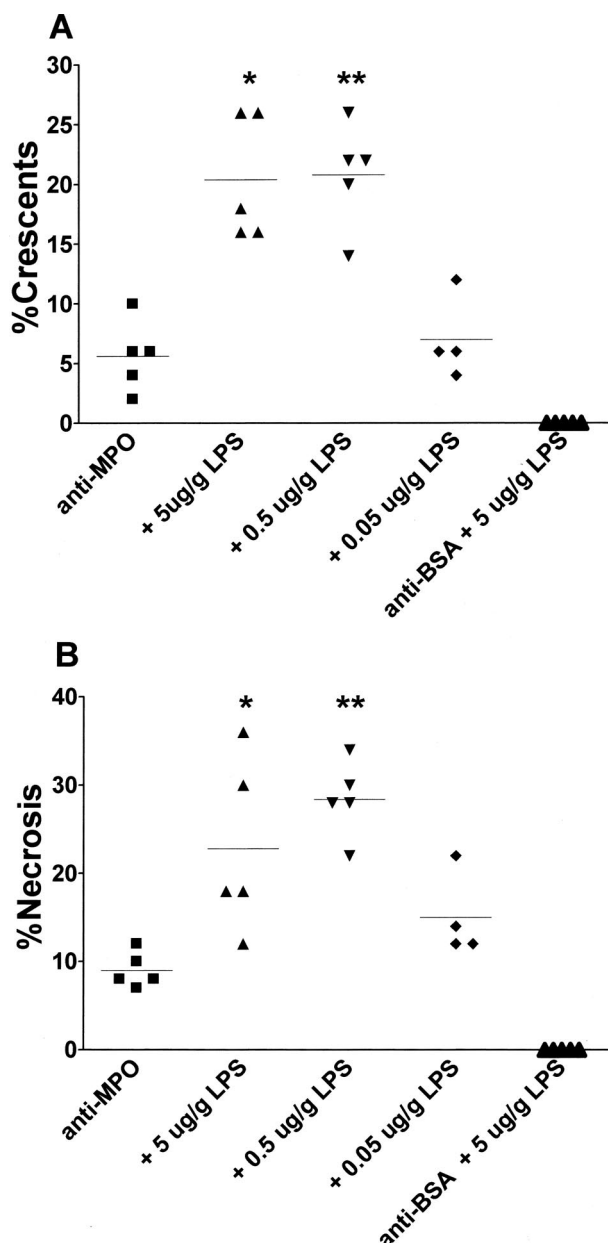 A
30
25
20
15
10
5
0
%Crescents
*
**
anti-MPO
+ 5ug/g LPS
+ 0.5 ug/g LPS
+ 0.05 ug/g LPS
anti-BSA + 5 ug/g LPS
B
40
30
20
10
0
%Necrosis
*
**
anti-MPO
+ 5 ug/g LPS
+ 0.5 ug/g LPS
+ 0.05 ug/g LPS
anti-BSA + 5 ug/g LPS